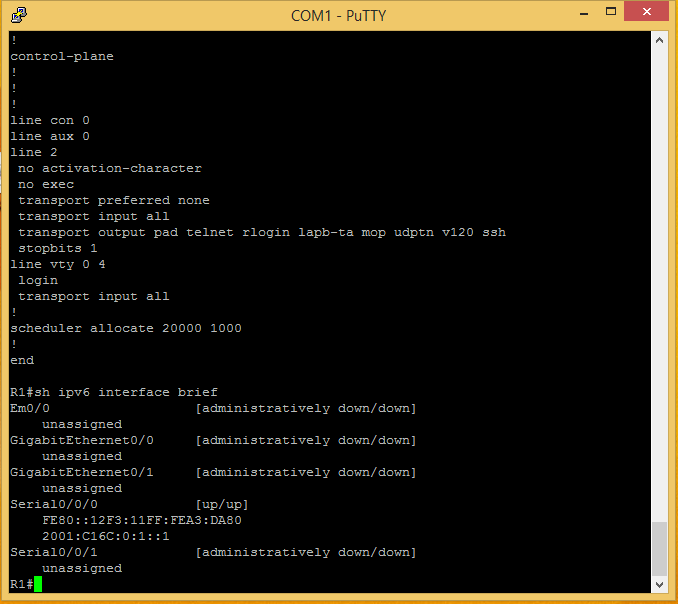 COM1 - PuTTY
!
control-plane
!
!
!
line con 0
line aux 0
line 2
 no activation-character
 no exec
 transport preferred none
 transport input all
 transport output pad telnet rlogin lapb-ta mop udptn v120 ssh
 stopbits 1
line vty 0 4
 login
 transport input all
!
scheduler allocate 20000 1000
!
end
R1#sh ipv6 interface brief
Em0/0                  [administratively down/down]
    unassigned
GigabitEthernet0/0     [administratively down/down]
    unassigned
GigabitEthernet0/1     [administratively down/down]
    unassigned
Serial0/0/0            [up/up]
    FE80::12F3:11FF:FEA3:DA80
    2001:C16C:0:1::1
Serial0/0/1            [administratively down/down]
    unassigned
R1#